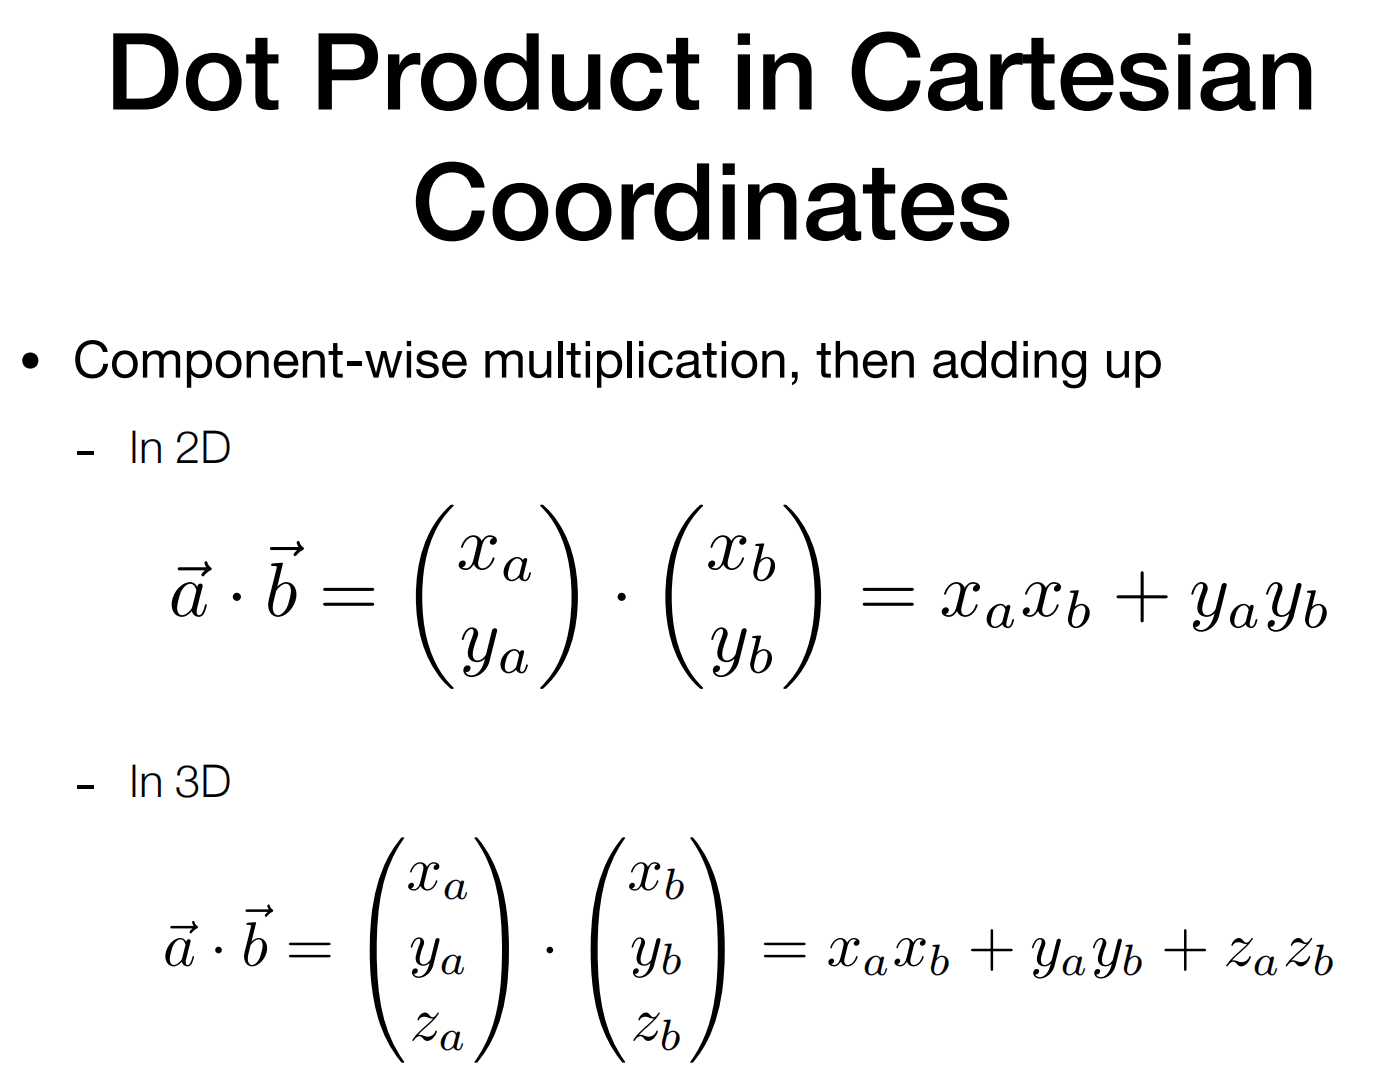 Dot Product in Cartesian
Coordinates
• Component-wise multiplication, then adding up
- In 2D
$\vec{a} \cdot \vec{b} = \begin{pmatrix} x_a \\ y_a \end{pmatrix} \cdot \begin{pmatrix} x_b \\ y_b \end{pmatrix} = x_a x_b + y_a y_b$
- In 3D
$\vec{a} \cdot \vec{b} = \begin{pmatrix} x_a \\ y_a \\ z_a \end{pmatrix} \cdot \begin{pmatrix} x_b \\ y_b \\ z_b \end{pmatrix} = x_a x_b + y_a y_b + z_a z_b$